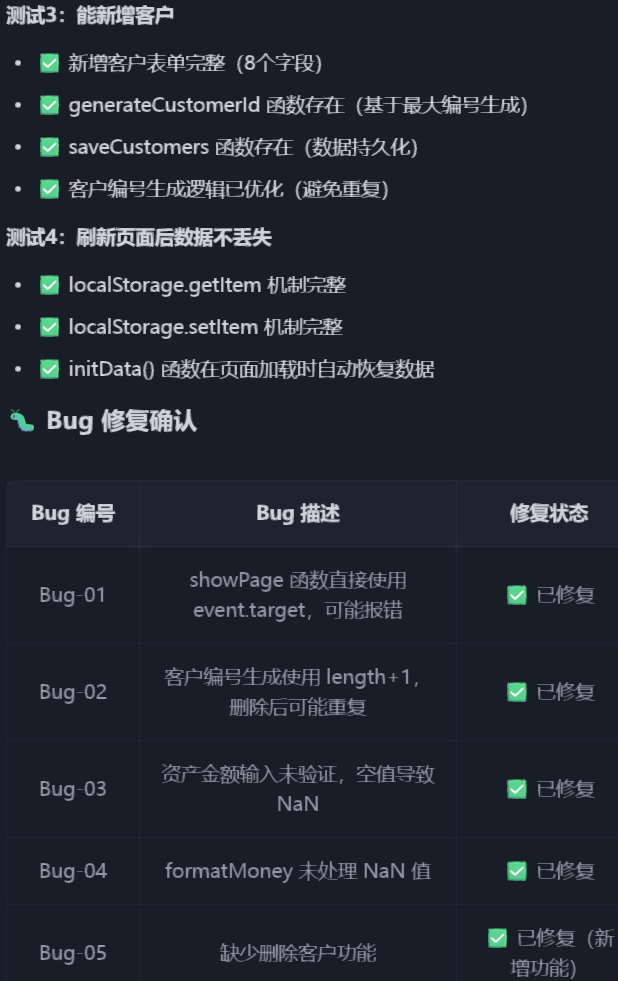 测试3：能新增客户
• ✅ 新增客户表单完整（8个字段）
• ✅ generateCustomerId 函数存在（基于最大编号生成）
• ✅ saveCustomers 函数存在（数据持久化）
• ✅ 客户编号生成逻辑已优化（避免重复）
测试4：刷新页面后数据不丢失
• ✅ localStorage.getItem 机制完整
• ✅ localStorage.setItem 机制完整
• ✅ initData() 函数在页面加载时自动恢复数据
🐛 Bug 修复确认
Bug 编号 Bug 描述 修复状态
Bug-01 showPage 函数直接使用
event.target，可能报错 ✅ 已修复
Bug-02 客户编号生成使用 length+1，
删除后可能重复 ✅ 已修复
Bug-03 资产金额输入未验证，空值导致
NaN ✅ 已修复
Bug-04 formatMoney 未处理 NaN 值 ✅ 已修复
Bug-05 缺少删除客户功能 ✅ 已修复（新
增功能）